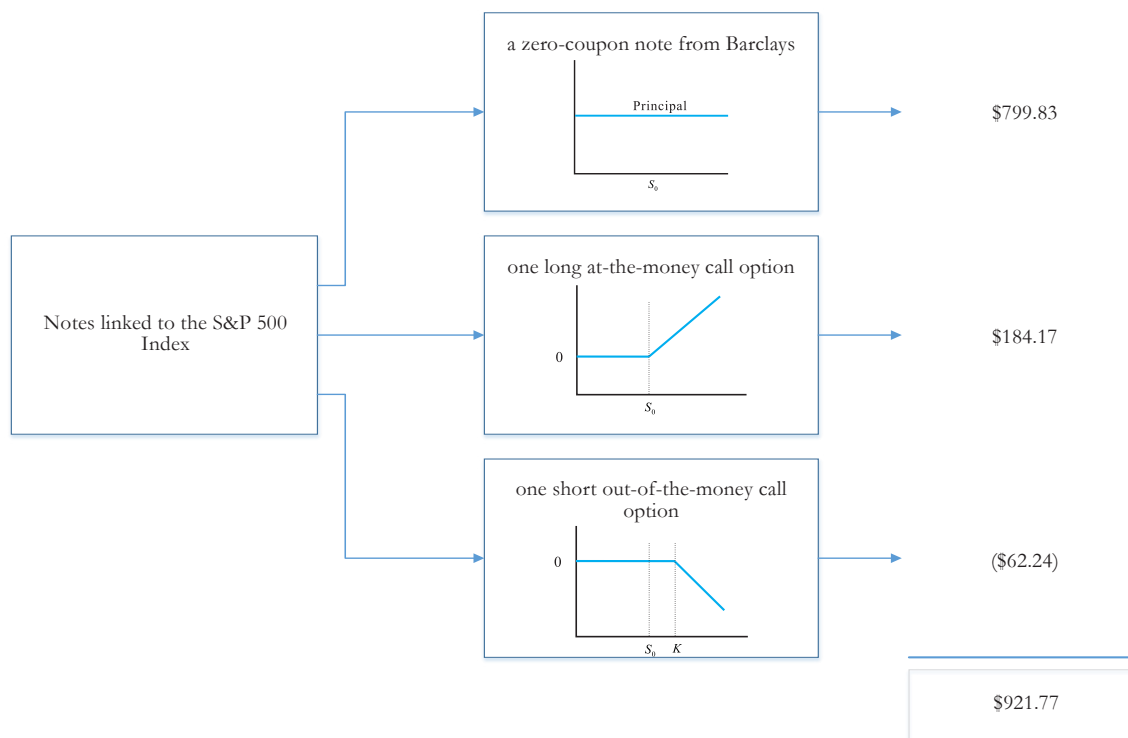 a zero-coupon note from Barclays
Principal
S₀
$799.83
Notes linked to the S&P 500
Index
one long at-the-money call option
0
S₀
$184.17
one short out-of-the-money call
option
0
S₀ K
($62.24)
$921.77